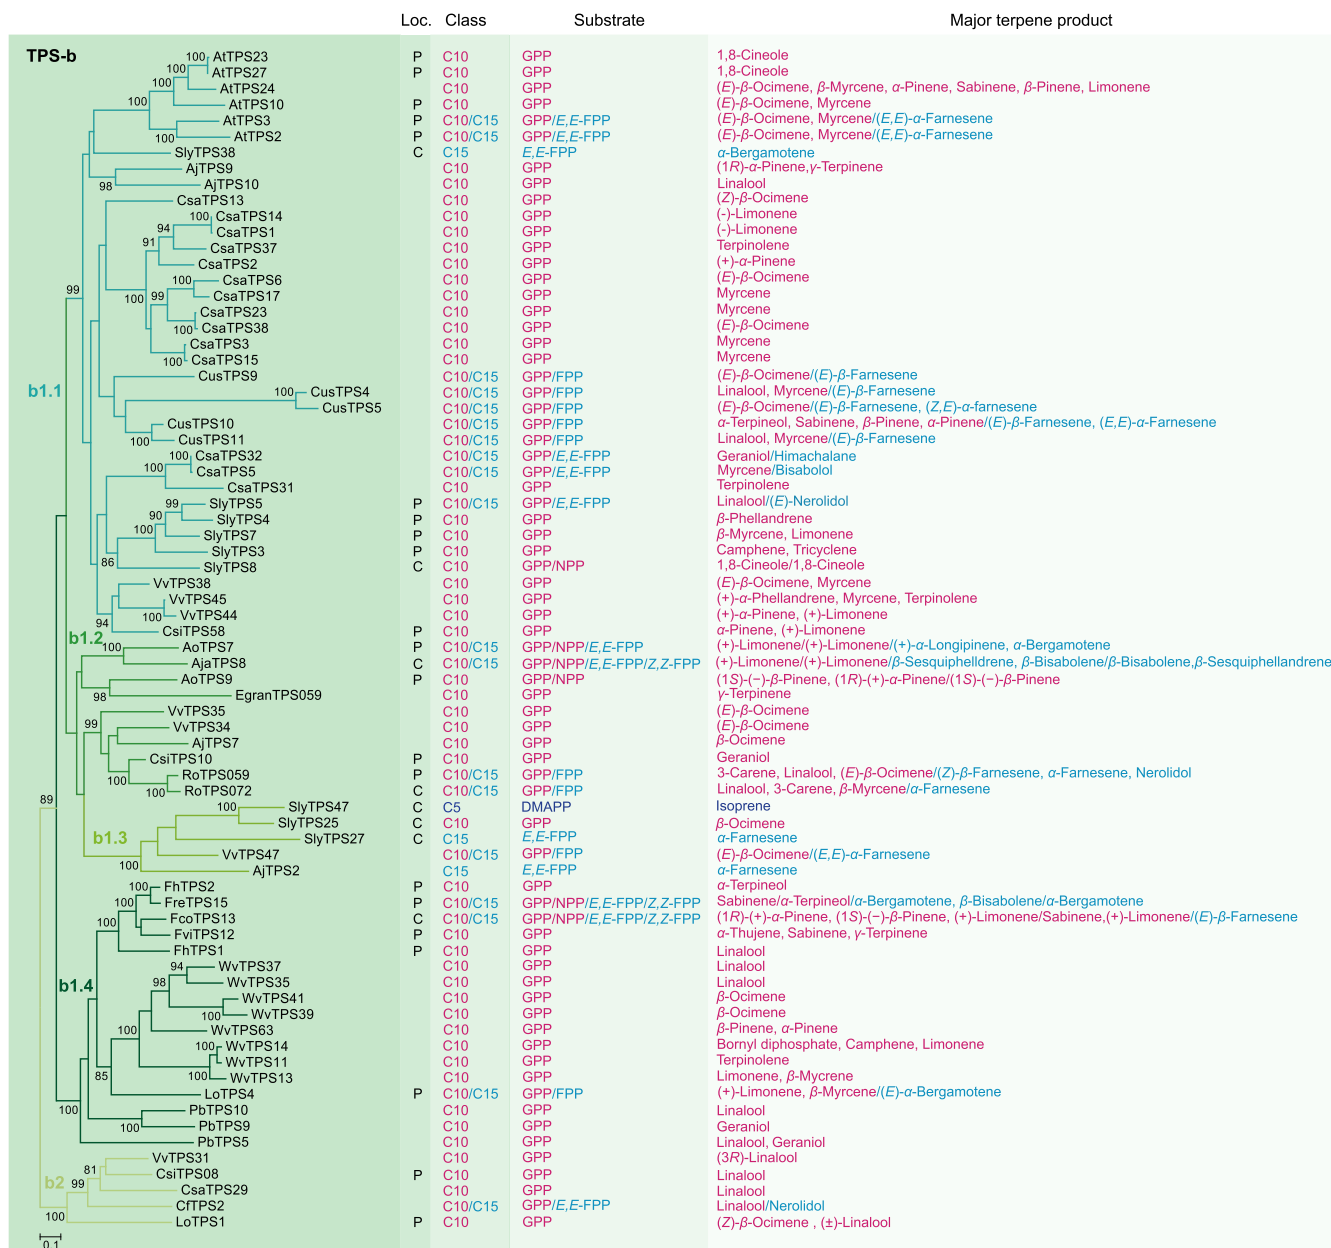 Loc. Class Substrate Major terpene product
TPS-b
100 AtTPS23 P C10 GPP 1,8-Cineole
100 AtTPS27 P C10 GPP 1,8-Cineole
100 AtTPS24 C10 GPP (E)-β-Ocimene, β-Myrcene, α-Pinene, Sabinene, β-Pinene, Limonene
AtTPS10 P C10 GPP (E)-β-Ocimene, Myrcene
AtTPS3 P C10/C15 GPP/E,E-FPP (E)-β-Ocimene, Myrcene/(E,E)-α-Farnesene
100 AtTPS2 P C10/C15 GPP/E,E-FPP (E)-β-Ocimene, Myrcene/(E,E)-α-Farnesene
SlyTPS38 C C15 E,E-FPP α-Bergamotene
AjTPS9 C10 GPP (1R)-α-Pinene,γ-Terpinene
98 AjTPS10 C10 GPP Linalool
CsaTPS13 C10 GPP (Z)-β-Ocimene
100 CsaTPS14 C10 GPP (-)-Limonene
94 CsaTPS1 C10 GPP (-)-Limonene
91 CsaTPS37 C10 GPP Terpinolene
CsaTPS2 C10 GPP (+)-α-Pinene
100 CsaTPS6 C10 GPP (E)-β-Ocimene
99 100 99 CsaTPS17 C10 GPP Myrcene
CsaTPS23 C10 GPP Myrcene
100 CsaTPS38 C10 GPP (E)-β-Ocimene
CsaTPS3 C10 GPP Myrcene
100 CsaTPS15 C10 GPP Myrcene
CusTPS9 C10/C15 GPP/FPP (E)-β-Ocimene/(E)-β-Farnesene
b1.1 100 CusTPS4 C10/C15 GPP/FPP Linalool, Myrcene/(E)-β-Farnesene
CusTPS5 C10/C15 GPP/FPP (E)-β-Ocimene/(E)-β-Farnesene, (Z,E)-α-farnesene
CusTPS10 C10/C15 GPP/FPP α-Terpineol, Sabinene, β-Pinene, α-Pinene/(E)-β-Farnesene, (E,E)-α-Farnesene
100 CusTPS11 C10/C15 GPP/FPP Linalool, Myrcene/(E)-β-Farnesene
100 CsaTPS32 C10/C15 GPP/E,E-FPP Geraniol/Himachalane
100 CsaTPS5 C10/C15 GPP/E,E-FPP Myrcene/Bisabolol
CsaTPS31 C10 GPP Terpinolene
99 SlyTPS5 P C10/C15 GPP/E,E-FPP Linalool/(E)-Nerolidol
90 SlyTPS4 P C10 GPP β-Phellandrene
100 SlyTPS7 P C10 GPP β-Myrcene, Limonene
SlyTPS3 P C10 GPP Camphene, Tricyclene
86 SlyTPS8 C C10 GPP/NPP 1,8-Cineole/1,8-Cineole
VvTPS38 C10 GPP (E)-β-Ocimene, Myrcene
VvTPS45 C10 GPP (+)-α-Phellandrene, Myrcene, Terpinolene
100 VvTPS44 C10 GPP (+)-α-Pinene, (+)-Limonene
94 CsiTPS58 P C10 GPP α-Pinene, (+)-Limonene
b1.2 100 AoTPS7 P C10/C15 GPP/NPP/E,E-FPP (+)-Limonene/(+)-Limonene/(+)-α-Longipinene, α-Bergamotene
AjaTPS8 C C10/C15 GPP/NPP/E,E-FPP/Z,Z-FPP (+)-Limonene/(+)-Limonene/β-Sesquiphelldrene, β-Bisabolene/β-Bisabolene,β-Sesquiphellandrene
AoTPS9 P C10 GPP/NPP (1S)-(−)-β-Pinene, (1R)-(+)-α-Pinene/(1S)-(−)-β-Pinene
98 EgranTPS059 C10 GPP γ-Terpinene
VvTPS35 C10 GPP (E)-β-Ocimene
99 VvTPS34 C10 GPP (E)-β-Ocimene
AjTPS7 C10 GPP β-Ocimene
CsiTPS10 P C10 GPP Geraniol
100 RoTPS059 P C10/C15 GPP/FPP 3-Carene, Linalool, (E)-β-Ocimene/(Z)-β-Farnesene, α-Farnesene, Nerolidol
100 RoTPS072 C C10/C15 GPP/FPP Linalool, 3-Carene, β-Myrcene/α-Farnesene
89 100 SlyTPS47 C C5 DMAPP Isoprene
SlyTPS25 C C10 GPP β-Ocimene
b1.3 SlyTPS27 C C15 E,E-FPP α-Farnesene
VvTPS47 C10/C15 GPP/FPP (E)-β-Ocimene/(E,E)-α-Farnesene
100 AjTPS2 C15 E,E-FPP α-Farnesene
100 FhTPS2 P C10 GPP α-Terpineol
100 FreTPS15 P C10/C15 GPP/NPP/E,E-FPP/Z,Z-FPP Sabinene/α-Terpinol/α-Bergamotene, β-Bisabolene/α-Bergamotene
100 FcoTPS13 C C10/C15 GPP/NPP/E,E-FPP/Z,Z-FPP (1R)-(+)-α-Pinene, (1S)-(−)-β-Pinene, (+)-Limonene/Sabinene,(+)-Limonene/(E)-β-Farnesene
FviTPS12 P C10 GPP α-Thujene, Sabinene, γ-Terpinene
FhTPS1 P C10 GPP Linalool
94 WvTPS37 C10 GPP Linalool
b1.4 98 WvTPS35 C10 GPP Linalool
WvTPS41 C10 GPP β-Ocimene
100 WvTPS39 C10 GPP β-Ocimene
100 WvTPS63 C10 GPP β-Pinene, α-Pinene
100 WvTPS14 C10 GPP Bornyl diphosphate, Camphene, Limonene
WvTPS11 C10 GPP Terpinolene
85 100 WvTPS13 C10 GPP Limonene, β-Mycrene
LoTPS4 P C10/C15 GPP/FPP (+)-Limonene, β-Myrcene/(E)-α-Bergamotene
100 PbTPS10 C10 GPP Linalool
100 PbTPS9 C10 GPP Geraniol
PbTPS5 C10 GPP Linalool, Geraniol
VvTPS31 C10 GPP (3R)-Linalool
81 CsiTPS08 P C10 GPP Linalool
b2 99 CsaTPS29 C10 GPP Linalool
CfTPS2 C10/C15 GPP/E,E-FPP Linalool/Nerolidol
100 LoTPS1 P C10 GPP (Z)-β-Ocimene , (±)-Linalool
0.1